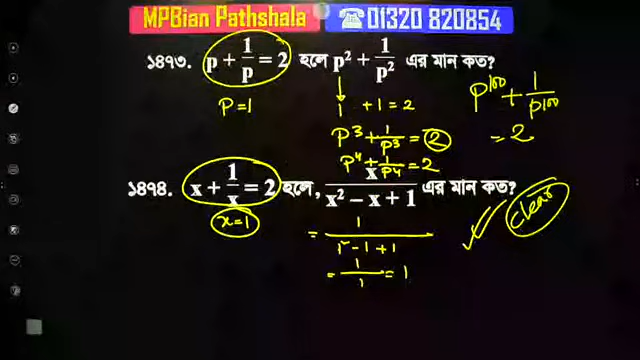 MPBian Pathshala ☎01320 820854
১৪৭৩. p + 1/p = 2 হলে p² + 1/p² এর মান কত?
P = 1
1 + 1 = 2
p³ + 1/p³ = 2
p⁴ + 1/p⁴ = 2
p¹⁰⁰ + 1/p¹⁰⁰
= 2
১৪৭৪. x + 1/x = 2 হলে, x/(x² − x + 1) এর মান কত?
x = 1
= 1/(1² − 1 + 1)
= 1/1 = 1
clear